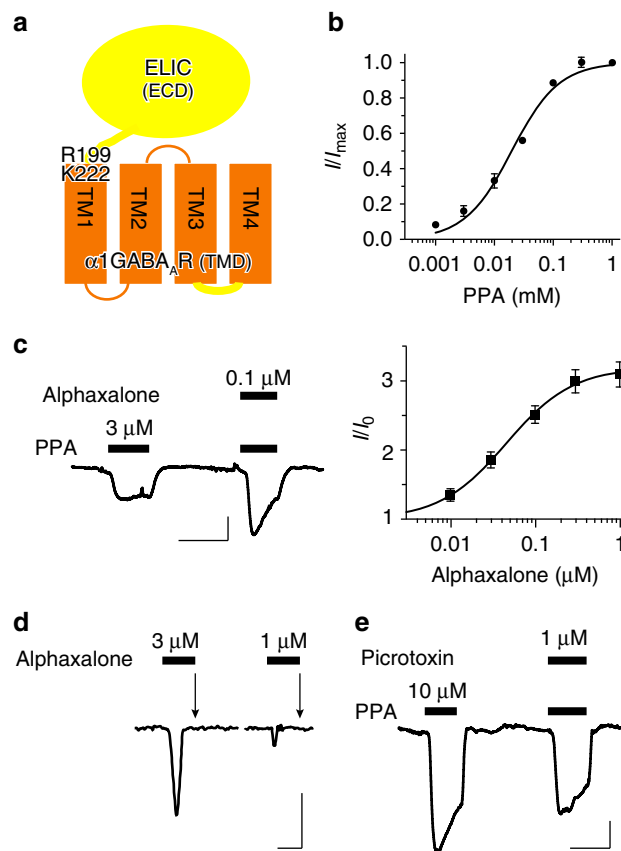 a
ELIC
(ECD)
R199
K222
TM1
TM2
TM3
TM4
α1GABA_AR (TMD)
b
I/I_max
1.0
0.8
0.6
0.4
0.2
0.0
0.001 0.01 0.1 1
PPA (mM)
c
Alphaxalone
0.1 μM
PPA
3 μM
I/I_0
3
2
1
0.01 0.1 1
Alphaxalone (μM)
d
Alphaxalone
3 μM 1 μM
e
Picrotoxin
1 μM
PPA
10 μM